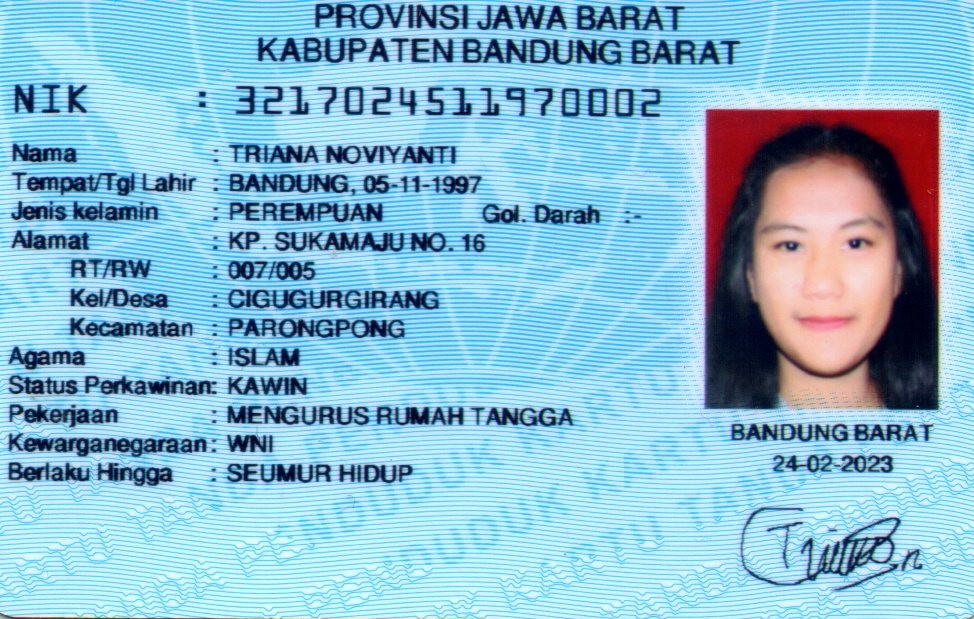 PROVINSI JAWA BARAT
KABUPATEN BANDUNG BARAT
NIK : 3217024511970002
Nama : TRIANA NOVIYANTI
Tempat/Tgl Lahir : BANDUNG, 05-11-1997
Jenis kelamin : PEREMPUAN Gol. Darah :-
Alamat : KP. SUKAMAJU NO. 16
RT/RW : 007/005
Kel/Desa : CIGUGURGIRANG
Kecamatan : PARONGPONG
Agama : ISLAM
Status Perkawinan: KAWIN
Pekerjaan : MENGURUS RUMAH TANGGA
Kewarganegaraan: WNI
Berlaku Hingga : SEUMUR HIDUP
BANDUNG BARAT
24-02-2023